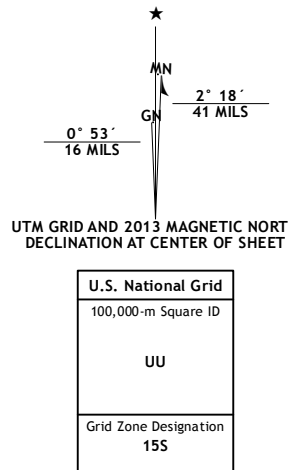 MN
GN
2° 18´
41 MILS
0° 53´
16 MILS
UTM GRID AND 2013 MAGNETIC NORT
DECLINATION AT CENTER OF SHEET
U.S. National Grid
100,000-m Square ID
UU
Grid Zone Designation
15S